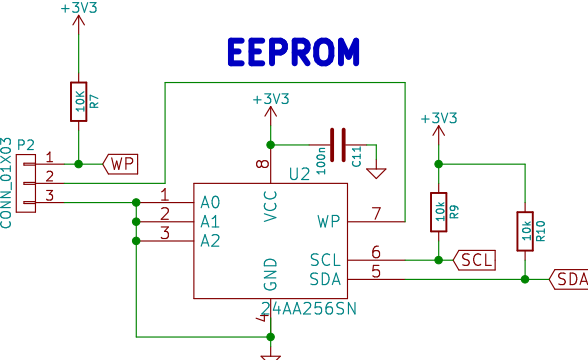 +3V3
EEPROM
10K
R7
+3V3
+3V3
P2
CONN_01X03
1
2
3
WP
100n
C11
8
U2
VCC
1
A0
2
A1
3
A2
WP
7
10k
R9
10k
R10
SCL
6
SCL
GND
SDA
5
SDA
24AA256SN
4